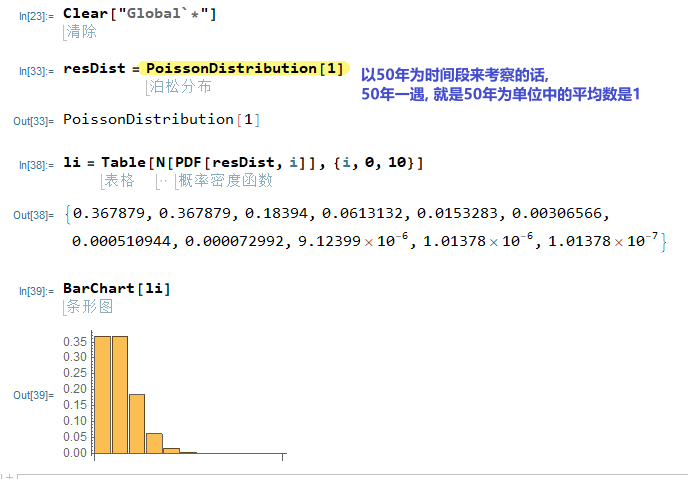 In[23]:= Clear["Global`*"]
清除
In[33]:= resDist = PoissonDistribution[1]
泊松分布
以50年为时间段来考察的话,
50年一遇, 就是50年为单位中的平均数是1
Out[33]= PoissonDistribution[1]
In[38]:= li = Table[N[PDF[resDist, i]], {i, 0, 10}]
表格 ·· 概率密度函数
Out[38]= {0.367879, 0.367879, 0.18394, 0.0613132, 0.0153283, 0.00306566,
0.000510944, 0.000072992, 9.12399 × 10⁻⁶, 1.01378 × 10⁻⁶, 1.01378 × 10⁻⁷}
In[39]:= BarChart[li]
条形图
0.35
0.30
0.25
0.20
0.15
0.10
0.05
0.00
Out[39]=